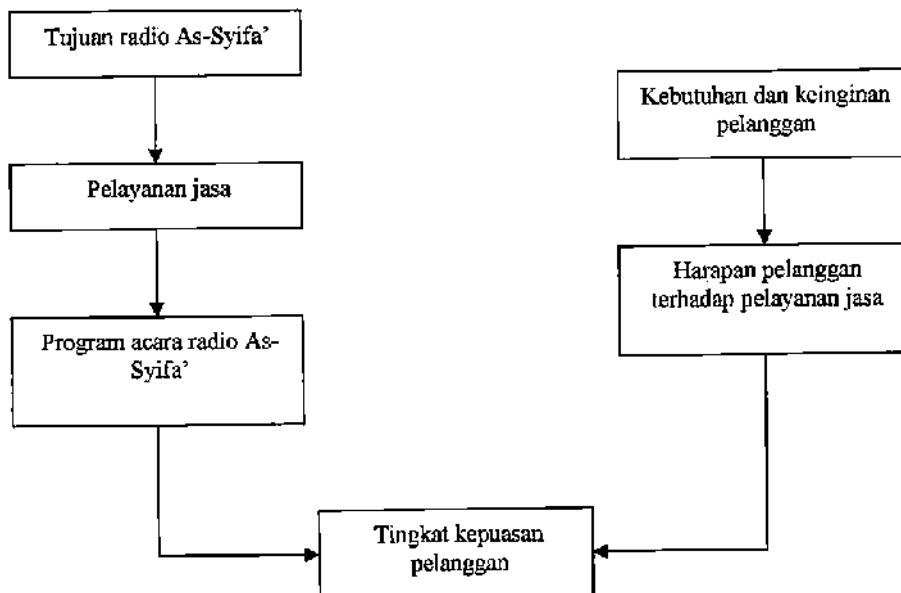 Tujuan radio As-Syifa'
Pelayanan jasa
Program acara radio As-
Syifa'
Kebutuhan dan keinginan
pelanggan
Harapan pelanggan
terhadap pelayanan jasa
Tingkat kepuasan
pelanggan